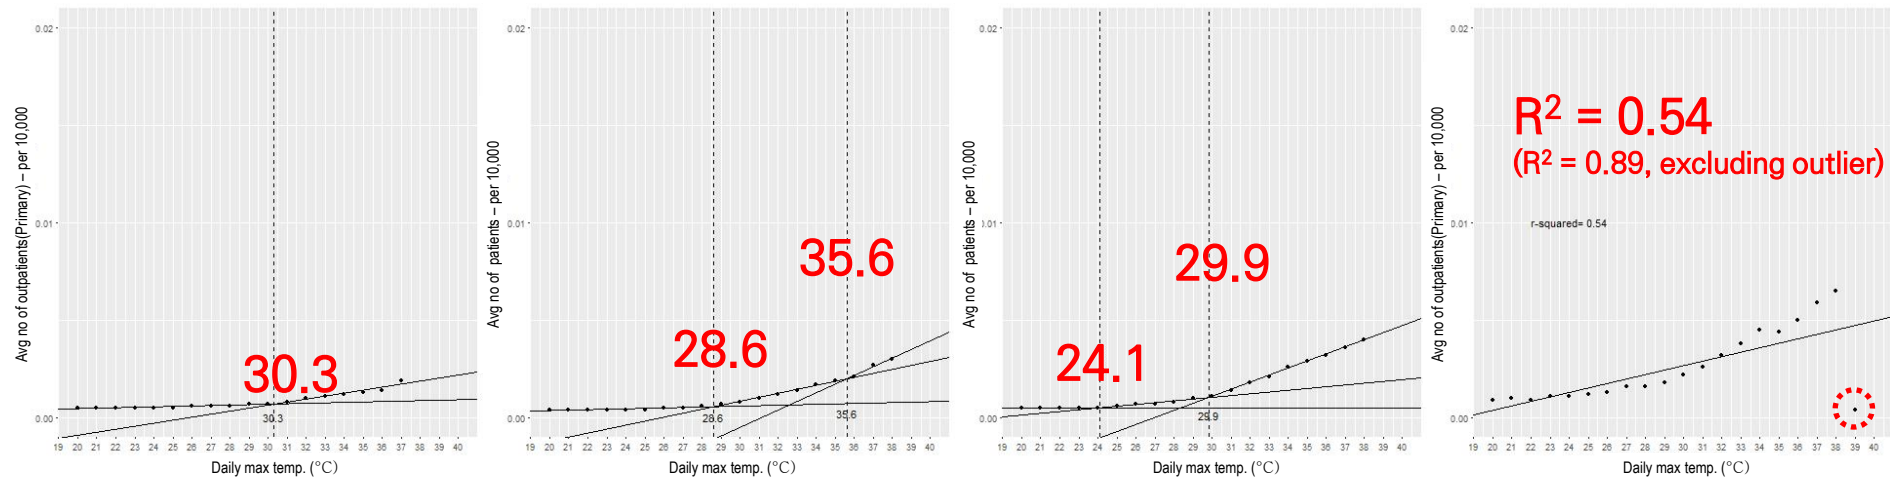 0.02
0.01
0.00
Avg no of outpatients(Primary) – per 10,000
30.3
30.3
19 20 21 22 23 24 25 26 27 28 29 30 31 32 33 34 35 36 37 38 39 40
Daily max temp. (°C)
0.02
0.01
0.00
Avg no of patients – per 10,000
35.6
28.6
28.6
35.6
19 20 21 22 23 24 25 26 27 28 29 30 31 32 33 34 35 36 37 38 39 40
Daily max temp. (°C)
0.02
0.01
0.00
Avg no of patients – per 10,000
29.9
24.1
29.9
19 20 21 22 23 24 25 26 27 28 29 30 31 32 33 34 35 36 37 38 39 40
Daily max temp. (°C)
0.02
0.01
0.00
Avg no of outpatients(Primary) – per 10,000
R² = 0.54
(R² = 0.89, excluding outlier)
r-squared= 0.54
19 20 21 22 23 24 25 26 27 28 29 30 31 32 33 34 35 36 37 38 39 40
Daily max temp. (°C)